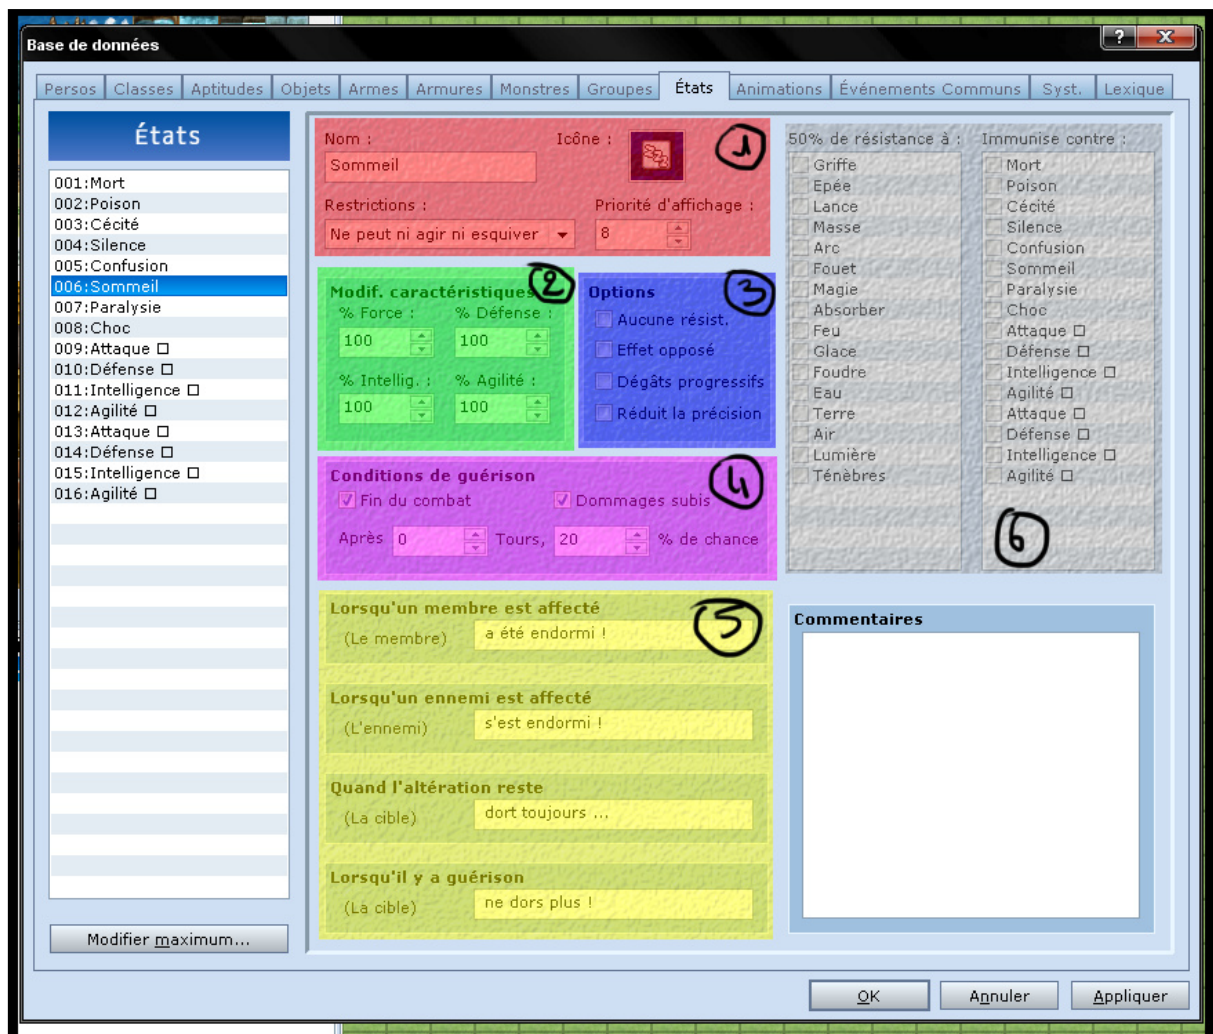 Base de données
?
X
Persos Classes Aptitudes Objets Armes Armures Monstres Groupes États Animations Événements Communs Syst. Lexique
États
001:Mort
002:Poison
003:Cécité
004:Silence
005:Confusion
006:Sommeil
007:Paralysie
008:Choc
009:Attaque □
010:Défense □
011:Intelligence □
012:Agilité □
013:Attaque □
014:Défense □
015:Intelligence □
016:Agilité □
Modifier maximum...
Nom : Icône : 1
Sommeil
Restrictions : Priorité d'affichage :
Ne peut ni agir ni esquiver 8
Modif. caractéristiques 2
% Force : % Défense :
100 100
% Intellig. : % Agilité :
100 100
Options 3
Aucune résist.
Effet opposé
Dégâts progressifs
Réduit la précision
Conditions de guérison 4
Fin du combat Dommages subis
Après 0 Tours, 20 % de chance
Lorsqu'un membre est affecté 5
(Le membre) a été endormi !
Lorsqu'un ennemi est affecté
(L'ennemi) s'est endormi !
Quand l'altération reste
(La cible) dort toujours ...
Lorsqu'il y a guérison
(La cible) ne dors plus !
50% de résistance à :
Griffe
Epée
Lance
Masse
Arc
Fouet
Magie
Absorber
Feu
Glace
Foudre
Eau
Terre
Air
Lumière
Ténèbres
Immunise contre :
Mort
Poison
Cécité
Silence
Confusion
Sommeil
Paralysie
Choc
Attaque □
Défense □
Intelligence □
Agilité □
Attaque □
Défense □
Intelligence □
Agilité □
6
Commentaires
OK Annuler Appliquer